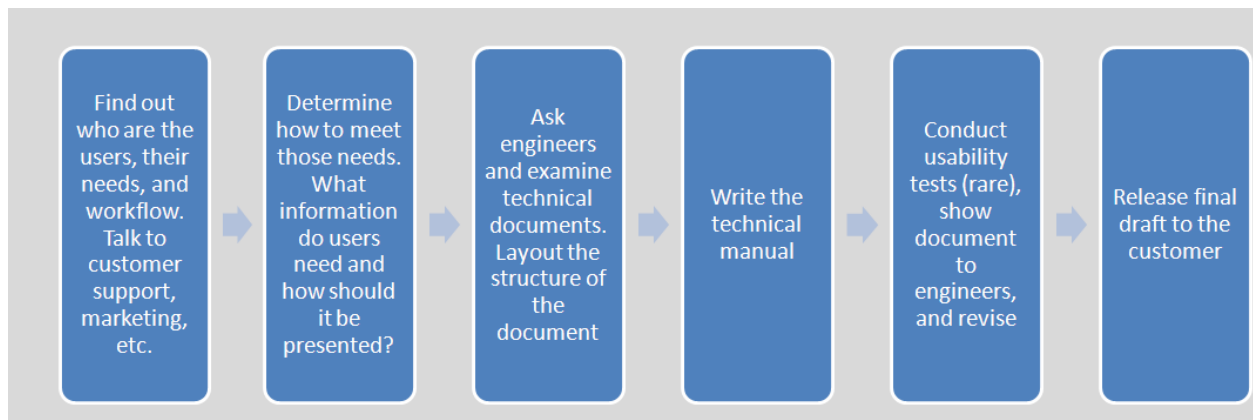 Find out
who are the
users, their
needs, and
workflow.
Talk to
customer
support,
marketing,
etc.
Determine
how to meet
those needs.
What
information
do users
need and
how should
it be
presented?
Ask
engineers
and examine
technical
documents.
Layout the
structure of
the
document
Write the
technical
manual
Conduct
usability
tests (rare),
show
document
to
engineers,
and revise
Release final
draft to the
customer